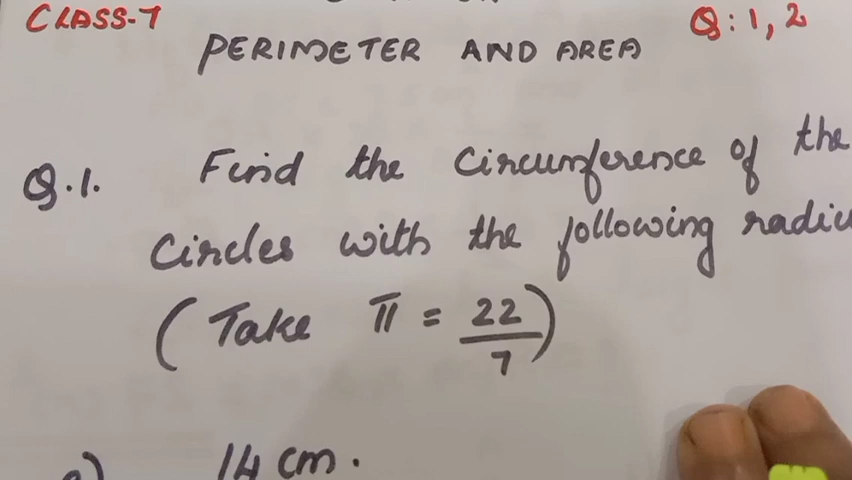 CLASS-7
Q: 1, 2
PERIMETER AND AREA
Q.1. Find the circumference of the
circles with the following
(Take π = 22/7)
a) 14 cm.